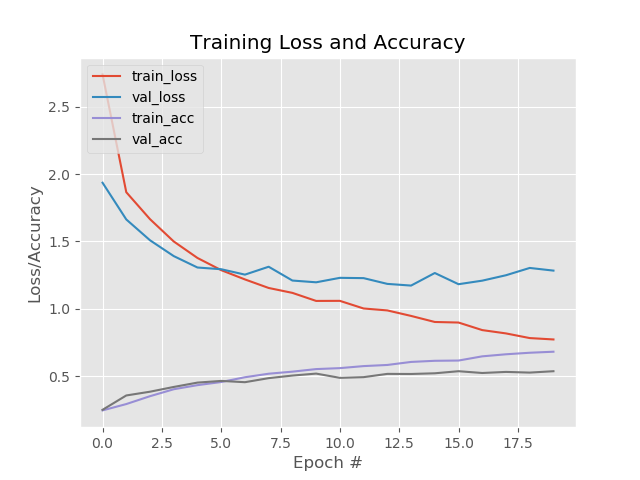 Training Loss and Accuracy
train_loss
val_loss
train_acc
val_acc
Loss/Accuracy
2.5
2.0
1.5
1.0
0.5
0.0 2.5 5.0 7.5 10.0 12.5 15.0 17.5
Epoch #